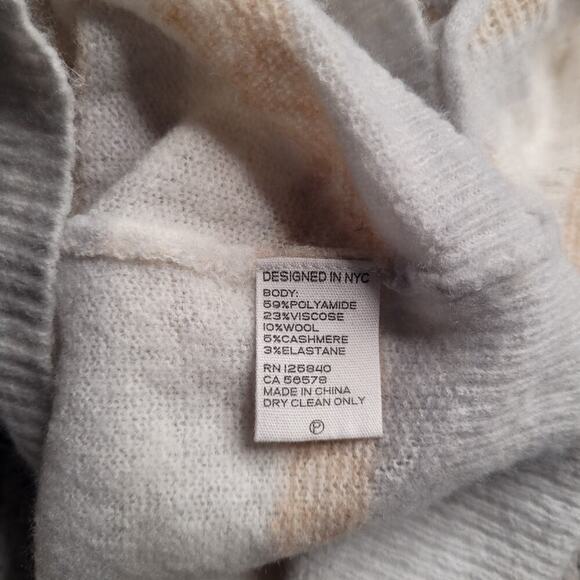 DESIGNED IN NYC
BODY:
59%POLYAMIDE
23%VISCOSE
10%WOOL
5%CASHMERE
3%ELASTANE
RN 125840
CA 56578
MADE IN CHINA
DRY CLEAN ONLY
P